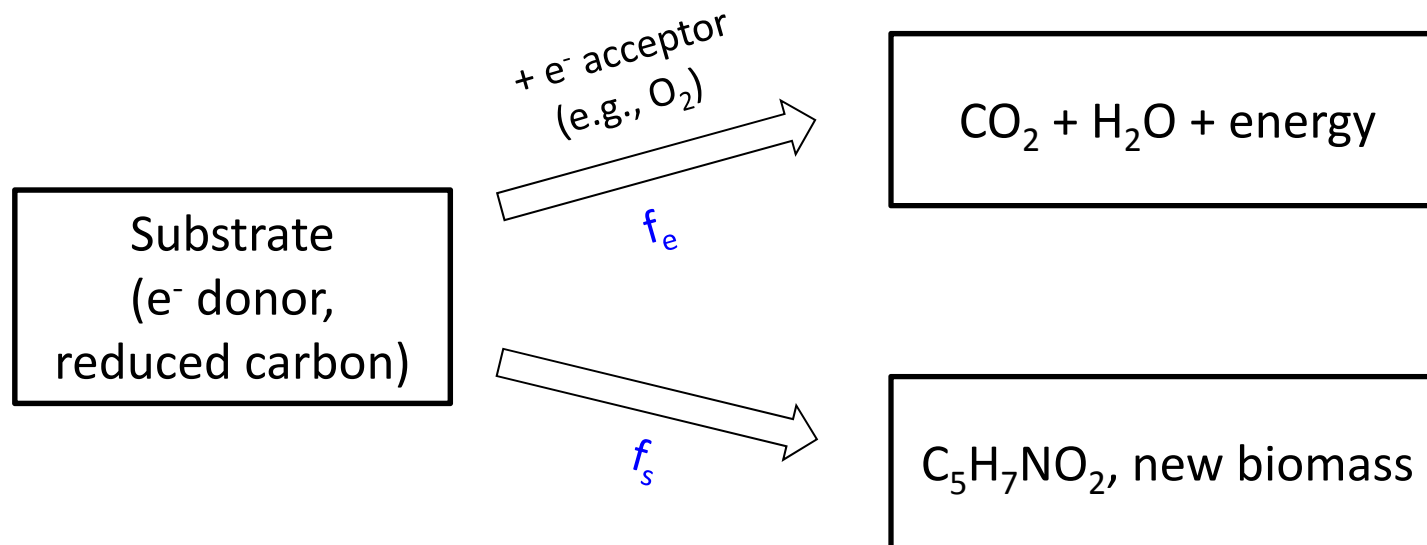 + e⁻ acceptor
(e.g., O₂)
CO₂ + H₂O + energy
fₑ
Substrate
(e⁻ donor,
reduced carbon)
fₛ
C₅H₇NO₂, new biomass